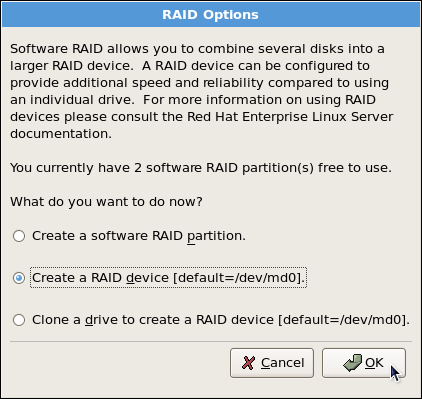 RAID Options
Software RAID allows you to combine several disks into a
larger RAID device.  A RAID device can be configured to
provide additional speed and reliability compared to using
an individual drive.  For more information on using RAID
devices please consult the Red Hat Enterprise Linux Server
documentation.
You currently have 2 software RAID partition(s) free to use.
What do you want to do now?
Create a software RAID partition.
Create a RAID device [default=/dev/md0].
Clone a drive to create a RAID device [default=/dev/md0].
Cancel
OK